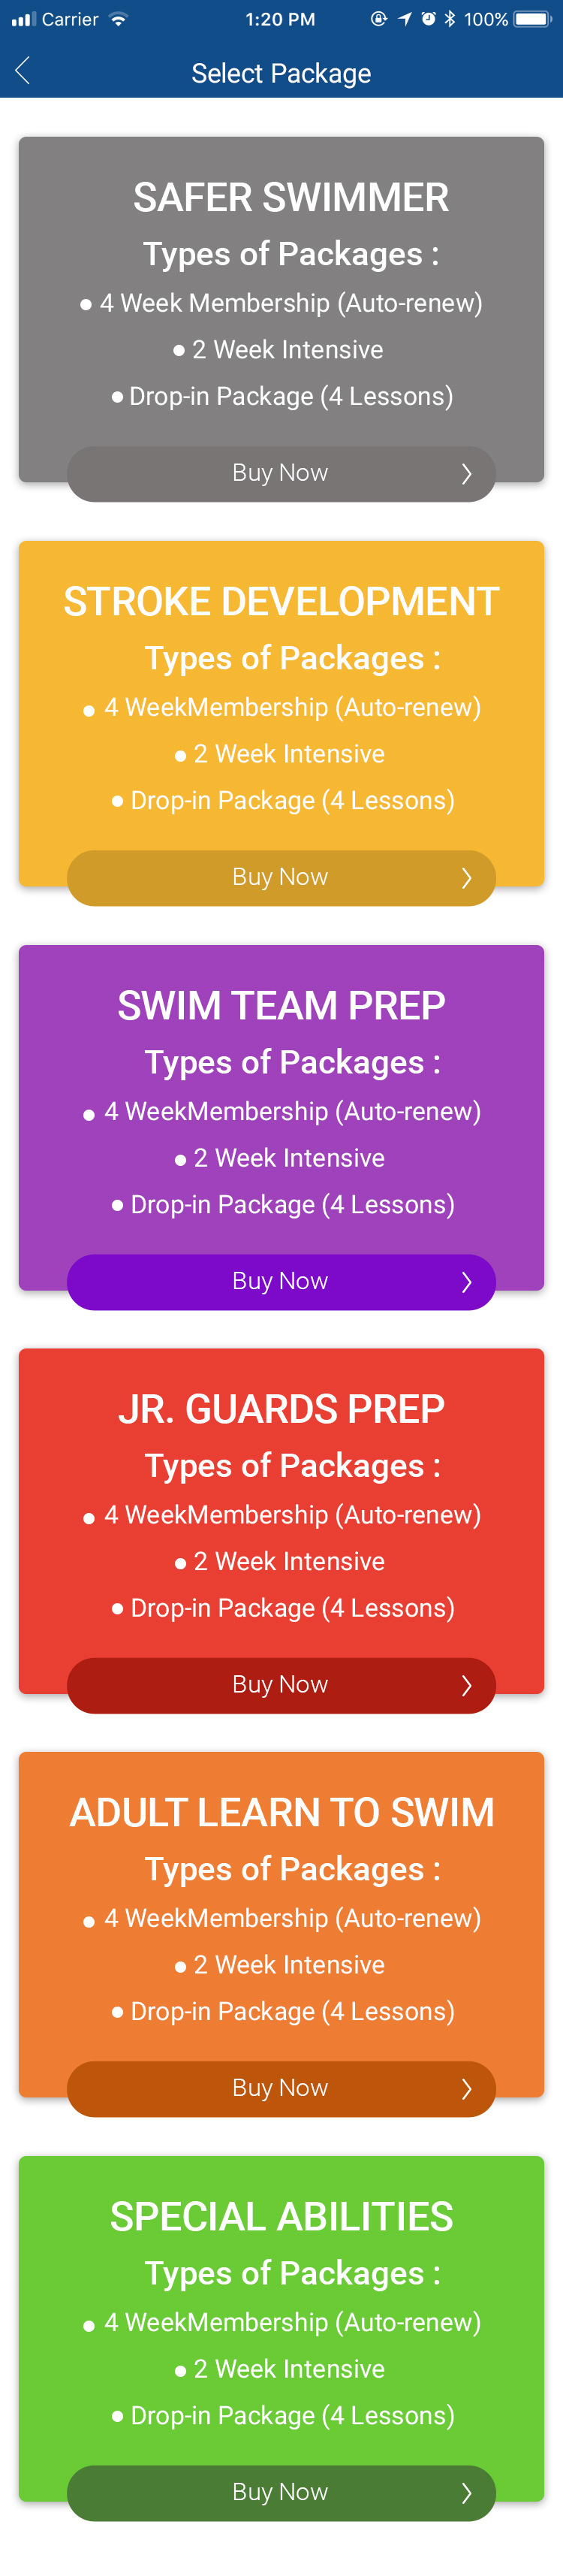 Carrier 1:20 PM 100%
Select Package
SAFER SWIMMER
Types of Packages :
● 4 Week Membership (Auto-renew)
● 2 Week Intensive
● Drop-in Package (4 Lessons)
Buy Now
STROKE DEVELOPMENT
Types of Packages :
● 4 WeekMembership (Auto-renew)
● 2 Week Intensive
● Drop-in Package (4 Lessons)
Buy Now
SWIM TEAM PREP
Types of Packages :
● 4 WeekMembership (Auto-renew)
● 2 Week Intensive
● Drop-in Package (4 Lessons)
Buy Now
JR. GUARDS PREP
Types of Packages :
● 4 WeekMembership (Auto-renew)
● 2 Week Intensive
● Drop-in Package (4 Lessons)
Buy Now
ADULT LEARN TO SWIM
Types of Packages :
● 4 WeekMembership (Auto-renew)
● 2 Week Intensive
● Drop-in Package (4 Lessons)
Buy Now
SPECIAL ABILITIES
Types of Packages :
● 4 WeekMembership (Auto-renew)
● 2 Week Intensive
● Drop-in Package (4 Lessons)
Buy Now